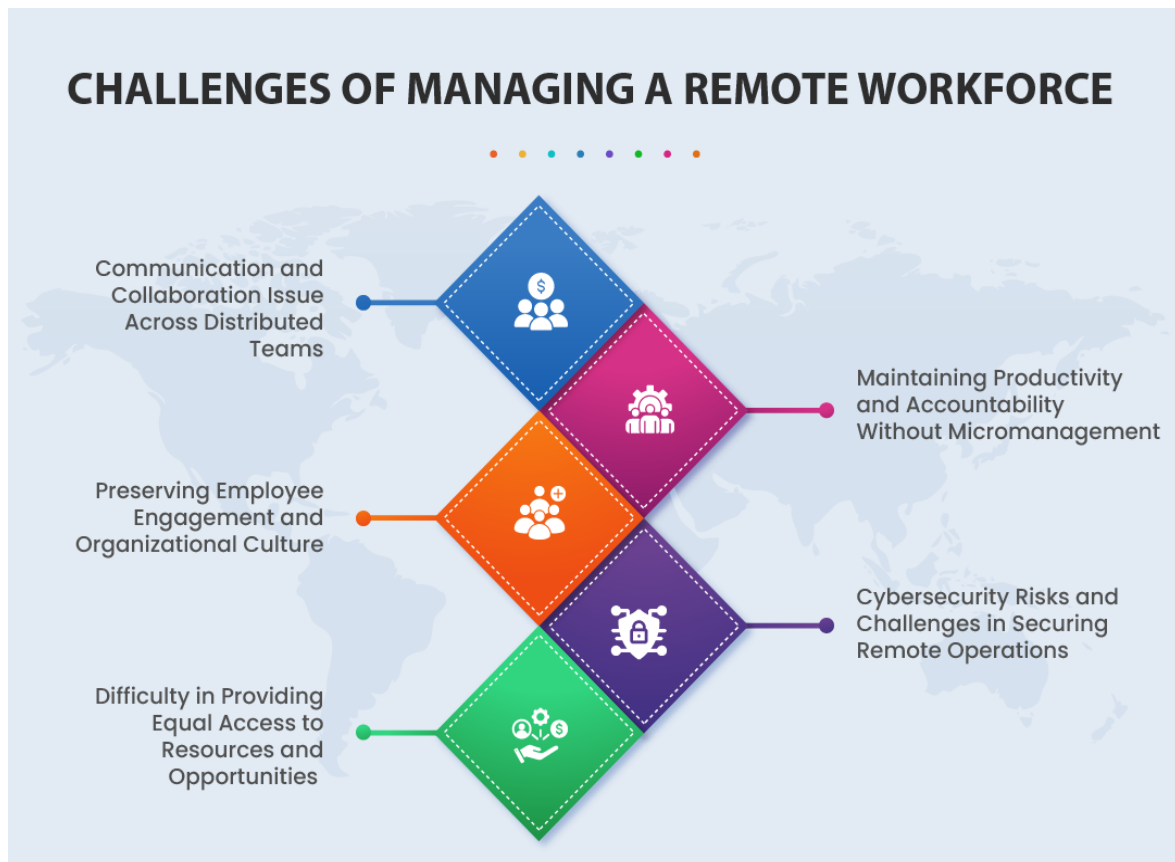 CHALLENGES OF MANAGING A REMOTE WORKFORCE
Communication and
Collaboration Issue
Across Distributed
Teams
Maintaining Productivity
and Accountability
Without Micromanagement
Preserving Employee
Engagement and
Organizational Culture
Cybersecurity Risks and
Challenges in Securing
Remote Operations
Difficulty in Providing
Equal Access to
Resources and
Opportunities